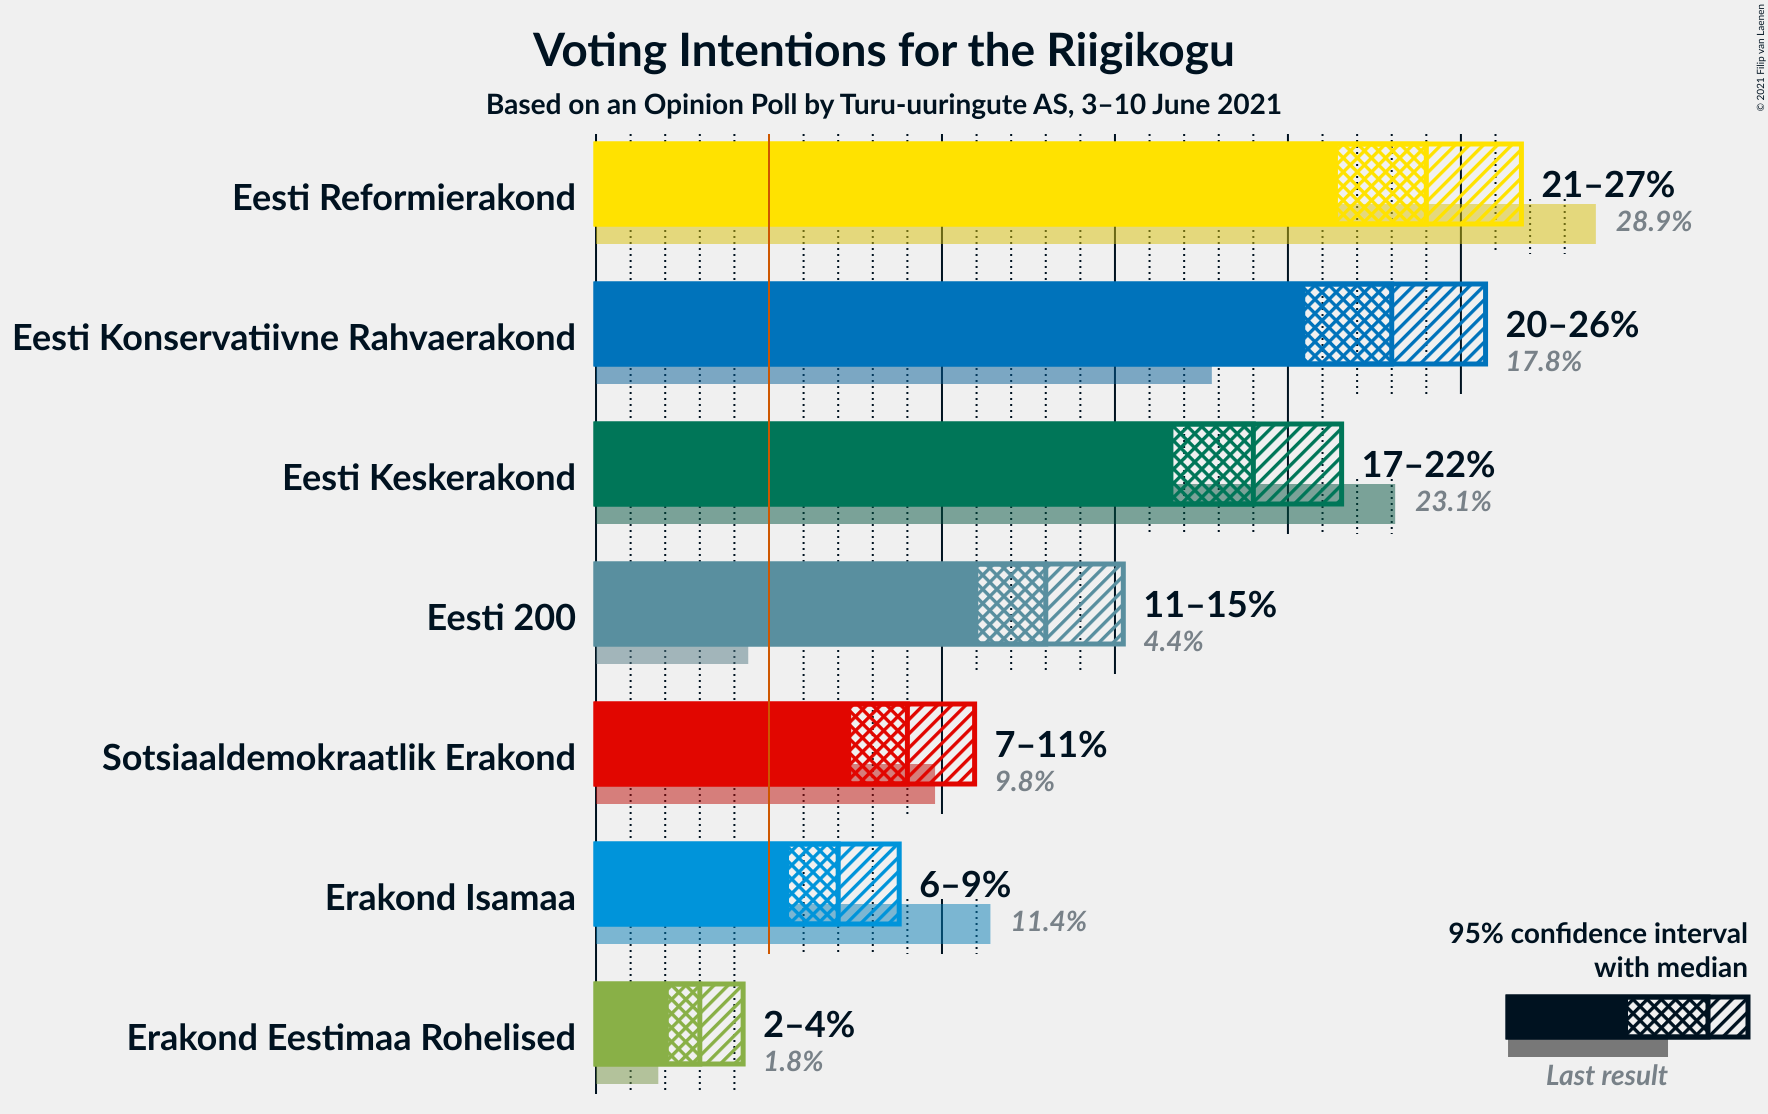 Voting Intentions for the Riigikogu
Based on an Opinion Poll by Turu-uuringute AS, 3–10 June 2021
© 2021 Filip van Laenen
Eesti Reformierakond
21–27%
28.9%
Eesti Konservatiivne Rahvaerakond
20–26%
17.8%
Eesti Keskerakond
17–22%
23.1%
Eesti 200
11–15%
4.4%
Sotsiaaldemokraatlik Erakond
7–11%
9.8%
Erakond Isamaa
6–9%
11.4%
Erakond Eestimaa Rohelised
2–4%
1.8%
95% confidence interval
with median
Last result